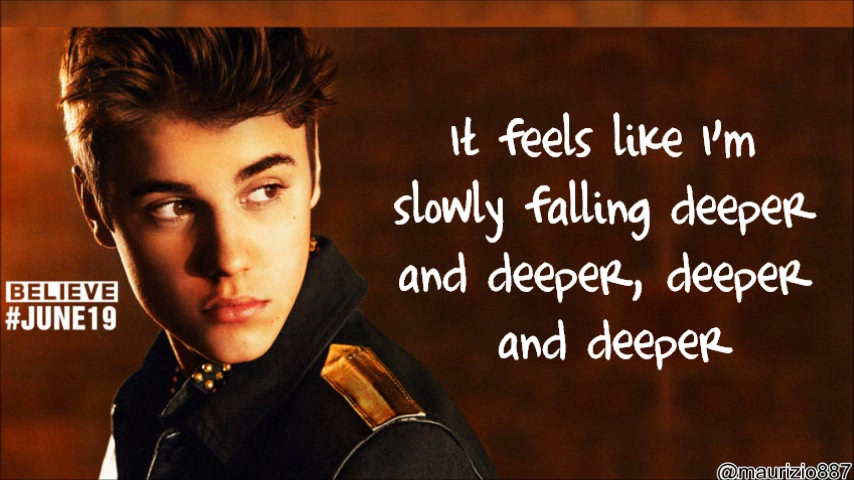 It feels like I'm
slowly falling deeper
and deeper, deeper
and deeper
BELIEVE
#JUNE19
@maurizio887